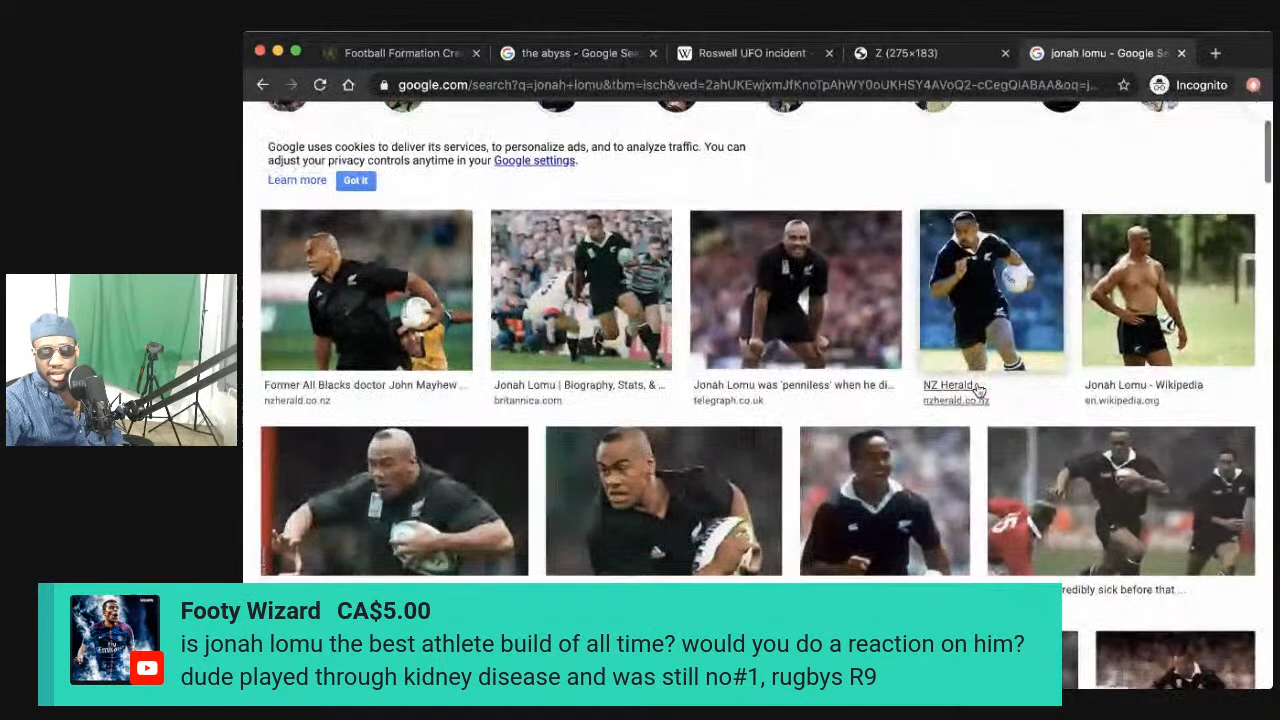 Football Formation Cre
the abyss - Google Se
Roswell UFO incident -
Z (275×183)
jonah lomu - Google Se
google.com/search?q=jonah+lomu&tbm=isch&ved=2ahUKEwjxmJfKnoTpAhWY0oUKHSY4AVoQ2-cCegQIABAA&oq=j...
Incognito
Google uses cookies to deliver its services, to personalize ads, and to analyze traffic. You can
adjust your privacy controls anytime in your Google settings.
Learn more Got it
Former All Blacks doctor John Mayhew ...
nzherald.co.nz
Jonah Lomu | Biography, Stats, & ...
britannica.com
Jonah Lomu was 'penniless' when he di...
telegraph.co.uk
NZ Herald
nzherald.co.nz
Jonah Lomu - Wikipedia
en.wikipedia.org
redibly sick before that ...
Footy Wizard CA$5.00
is jonah lomu the best athlete build of all time? would you do a reaction on him?
dude played through kidney disease and was still no#1, rugbys R9